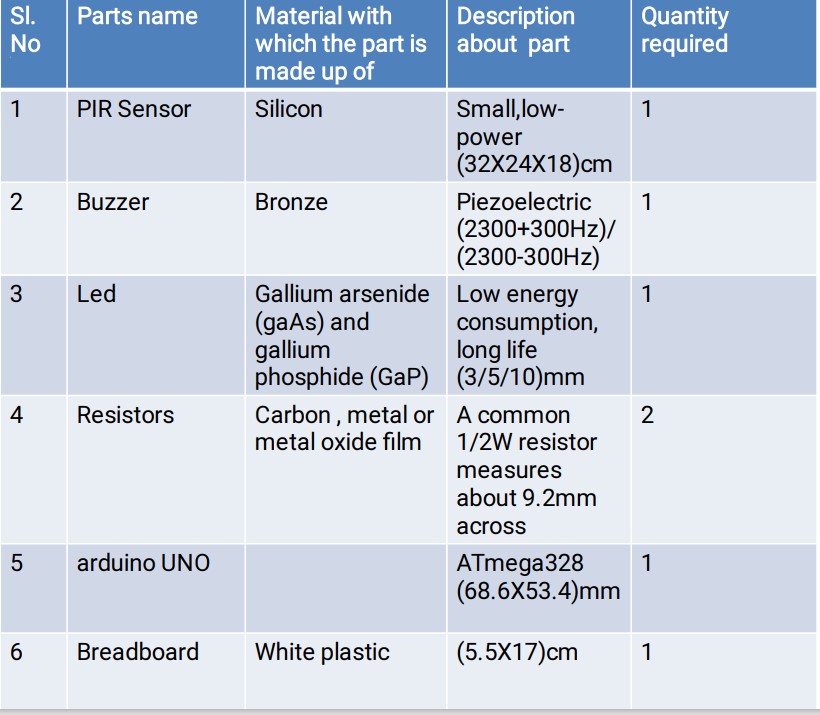 Sl. No
Parts name
Material with which the part is made up of
Description about part
Quantity required
1
PIR Sensor
Silicon
Small,low-
power
(32X24X18)cm
1
2
Buzzer
Bronze
Piezoelectric
(2300+300Hz)/
(2300-300Hz)
1
3
Led
Gallium arsenide
(gaAs) and
gallium
phosphide (GaP)
Low energy
consumption,
long life
(3/5/10)mm
1
4
Resistors
Carbon , metal or
metal oxide film
A common
1/2W resistor
measures
about 9.2mm
across
2
5
arduino UNO
ATmega328
(68.6X53.4)mm
1
6
Breadboard
White plastic
(5.5X17)cm
1